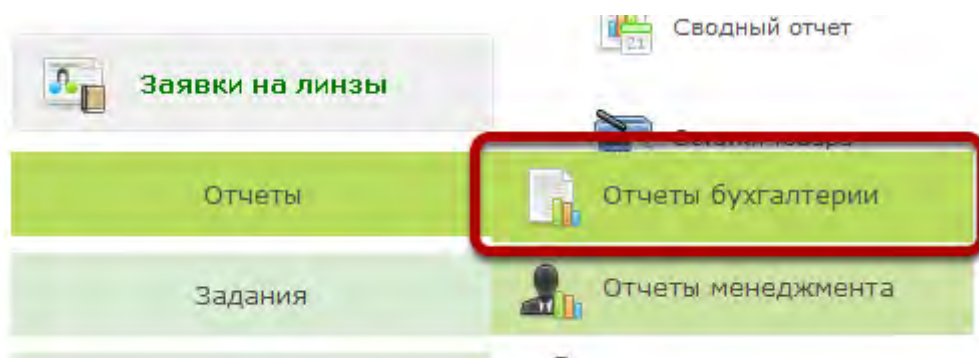 Сводный отчет
Заявки на линзы
Отчеты
Отчеты бухгалтерии
Задания
Отчеты менеджмента